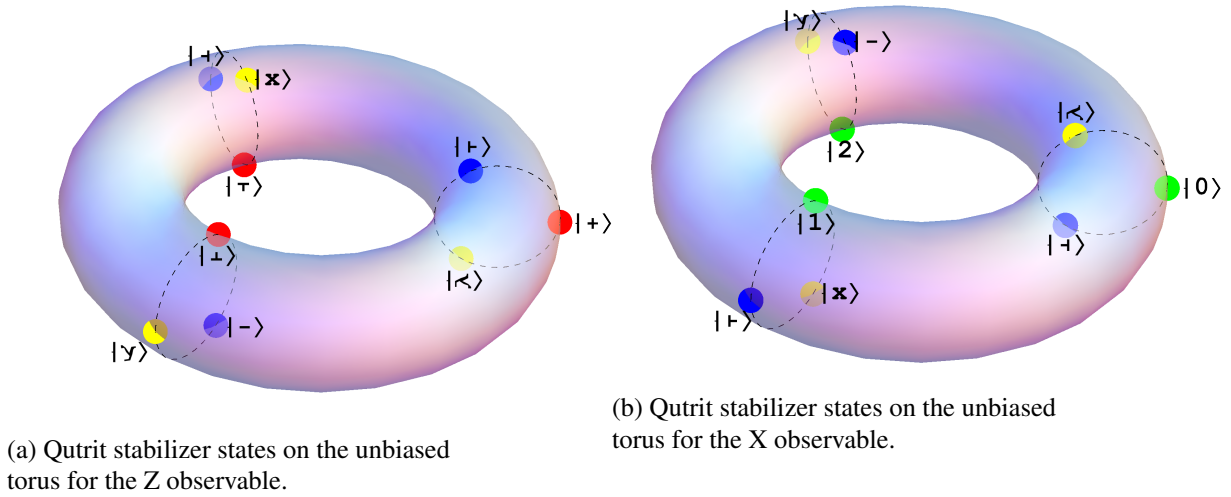 |⊣⟩ |x⟩
|⊢⟩
|⊤⟩
|+⟩
|⊥⟩
|⋋⟩
|-⟩
|y⟩
(a) Qutrit stabilizer states on the unbiased
torus for the Z observable.
|y⟩ |-⟩
|⋋⟩
|2⟩
|0⟩
|1⟩
|⊣⟩
|x⟩
|⊢⟩
(b) Qutrit stabilizer states on the unbiased
torus for the X observable.